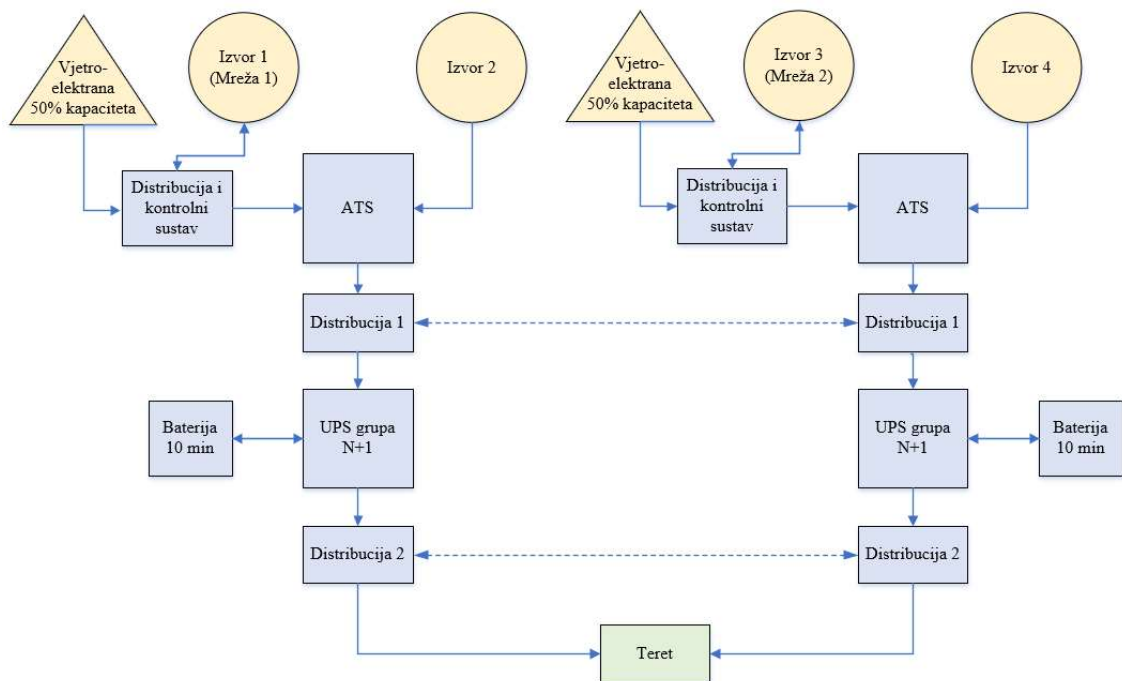 Vjetro-
elektrana
50% kapaciteta
Izvor 1
(Mreža 1)
Izvor 2
Vjetro-
elektrana
50% kapaciteta
Izvor 3
(Mreža 2)
Izvor 4
Distribucija i
kontrolni
sustav
ATS
Distribucija i
kontrolni
sustav
ATS
Distribucija 1
Distribucija 1
Baterija
10 min
UPS grupa
N+1
UPS grupa
N+1
Baterija
10 min
Distribucija 2
Distribucija 2
Teret